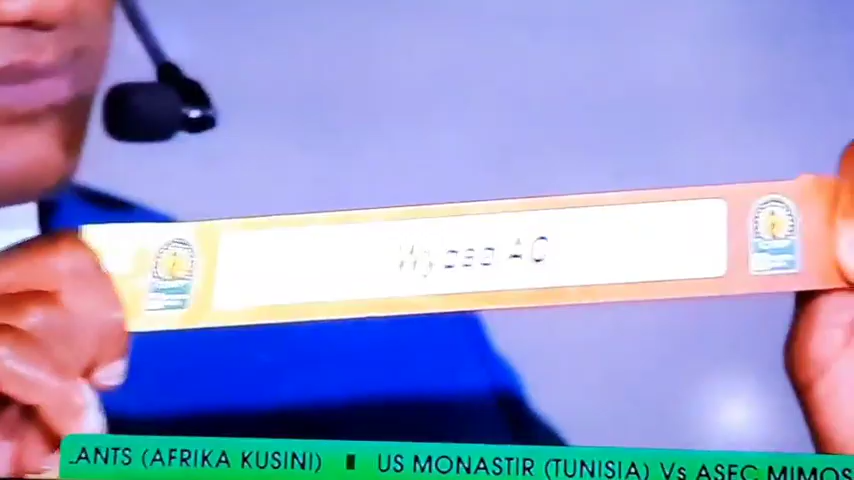 Wydad AC
ANTS (AFRIKA KUSINI) ▮ US MONASTIR (TUNISIA) Vs ASEC MIMOS